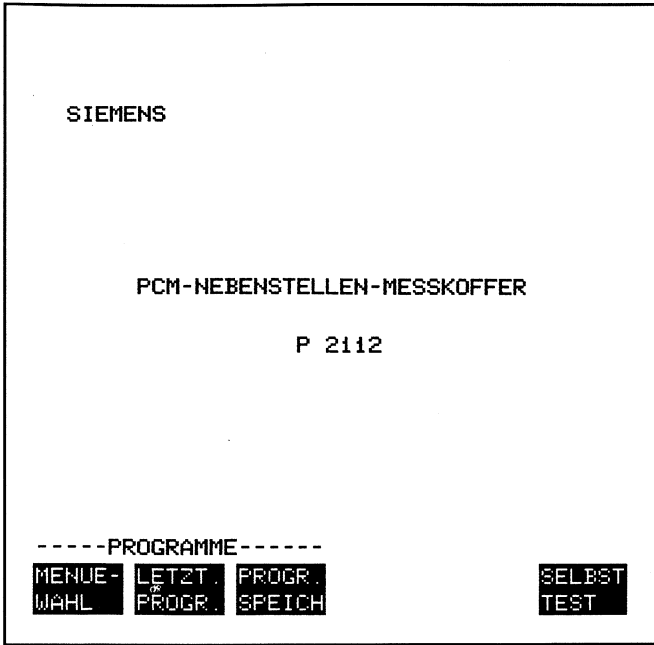 SIEMENS
PCM-NEBENSTELLEN-MESSKOFFER
P 2112
-----PROGRAMME------
MENUE- LETZT. PROGR. SELBST
WAHL PROGR. SPEICH TEST